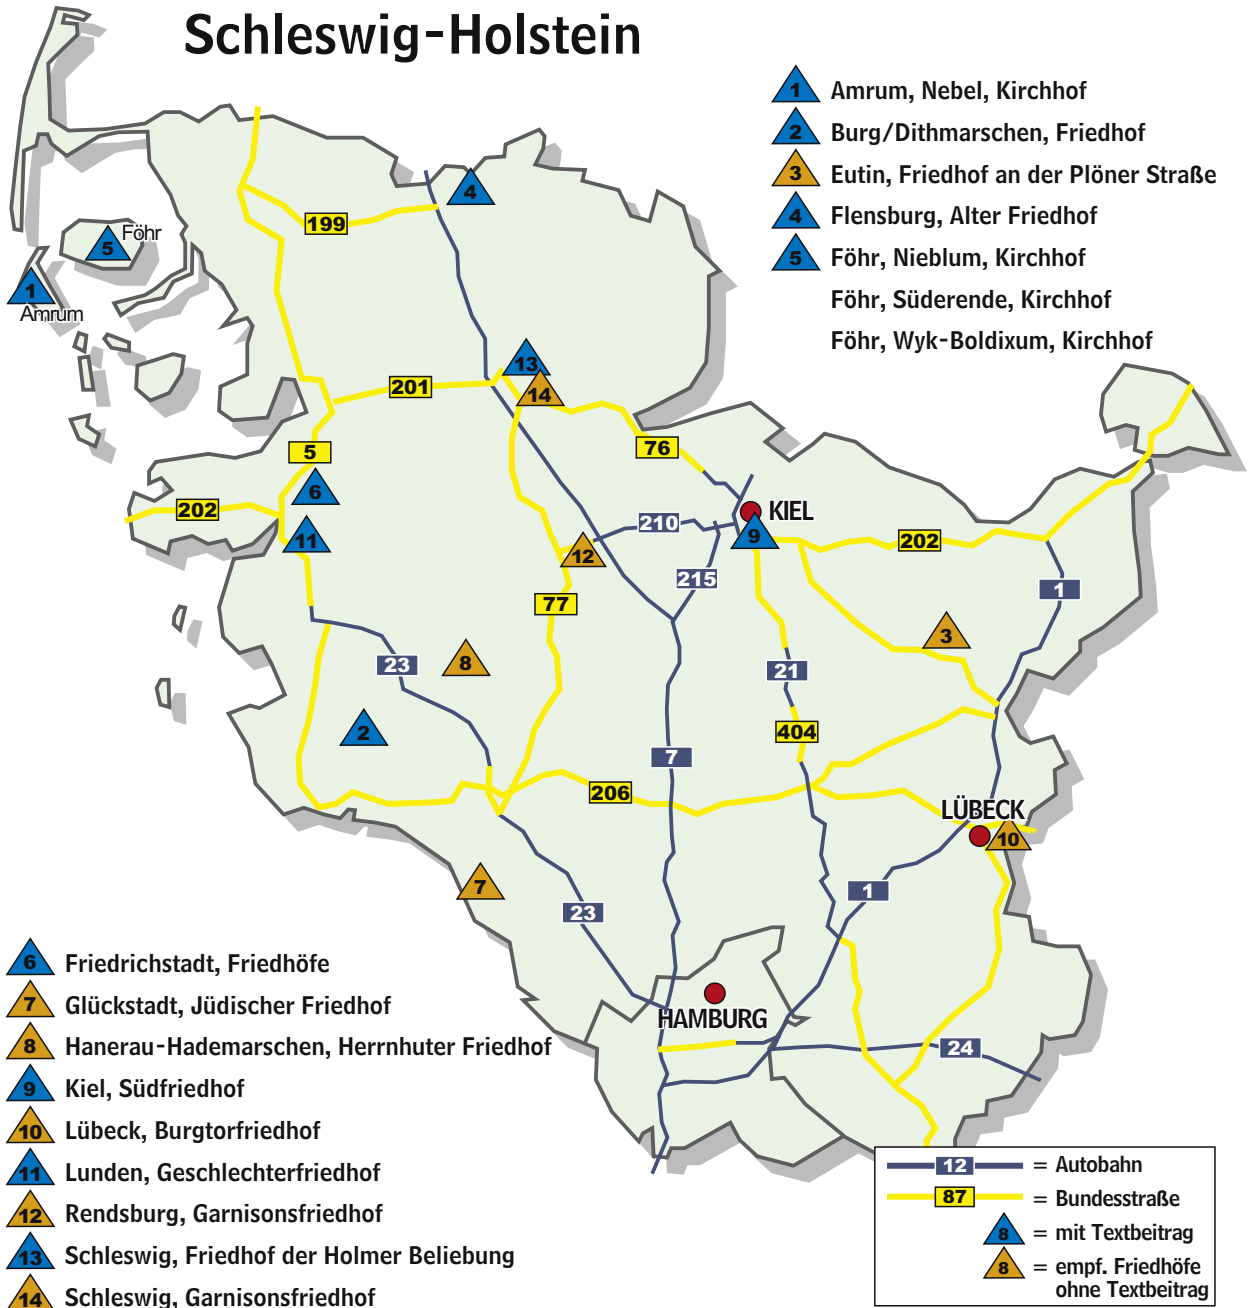 Schleswig-Holstein
1 Amrum, Nebel, Kirchhof
2 Burg/Dithmarschen, Friedhof
3 Eutin, Friedhof an der Plöner Straße
4 Flensburg, Alter Friedhof
5 Föhr, Nieblum, Kirchhof
Föhr, Süderende, Kirchhof
Föhr, Wyk-Boldixum, Kirchhof
4
199
Föhr
5
1
Amrum
13
201
14
5
76
6
202
KIEL
210
9
202
11
12
215
1
77
3
23
8
21
2
404
7
206
LÜBECK
10
7
1
23
HAMBURG
24
6 Friedrichstadt, Friedhöfe
7 Glückstadt, Jüdischer Friedhof
8 Hanerau-Hademarschen, Herrnhuter Friedhof
9 Kiel, Südfriedhof
10 Lübeck, Burgtorfriedhof
11 Lunden, Geschlechterfriedhof
12 Rendsburg, Garnisonsfriedhof
13 Schleswig, Friedhof der Holmer Beliebung
14 Schleswig, Garnisonsfriedhof
12 = Autobahn
87 = Bundesstraße
8 = mit Textbeitrag
8 = empf. Friedhöfe
ohne Textbeitrag